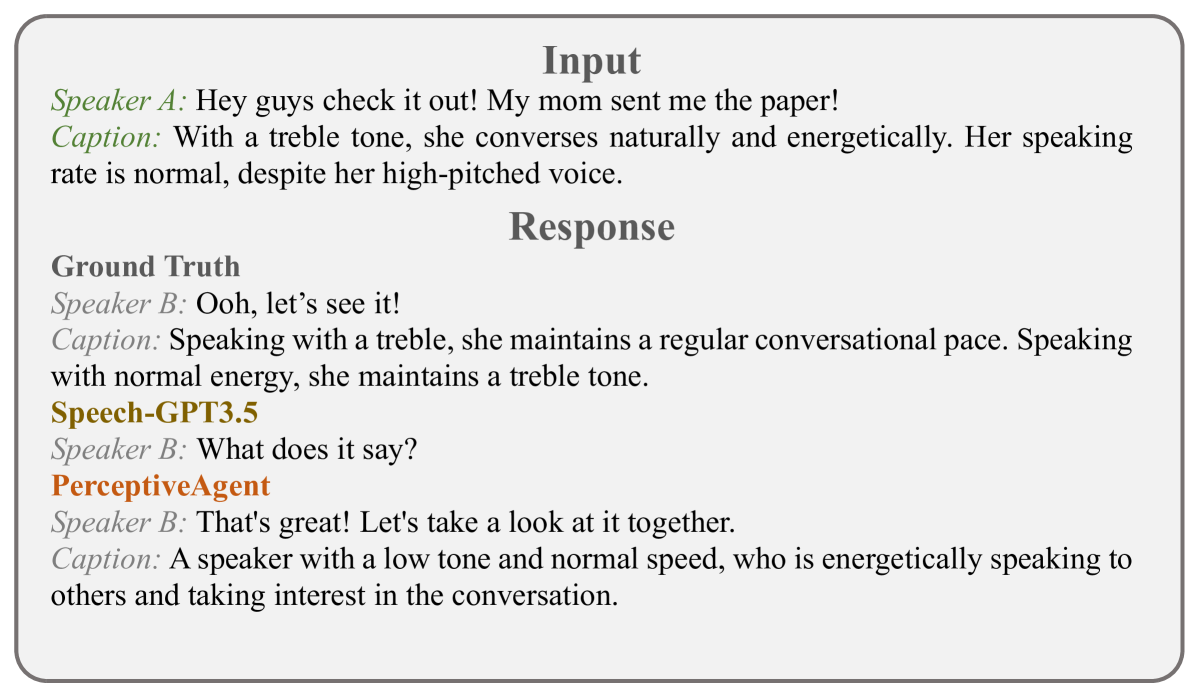 Input
Speaker A: Hey guys check it out! My mom sent me the paper!
Caption: With a treble tone, she converses naturally and energetically. Her speaking
rate is normal, despite her high-pitched voice.
Response
Ground Truth
Speaker B: Ooh, let’s see it!
Caption: Speaking with a treble, she maintains a regular conversational pace. Speaking
with normal energy, she maintains a treble tone.
Speech-GPT3.5
Speaker B: What does it say?
PerceptiveAgent
Speaker B: That's great! Let's take a look at it together.
Caption: A speaker with a low tone and normal speed, who is energetically speaking to
others and taking interest in the conversation.